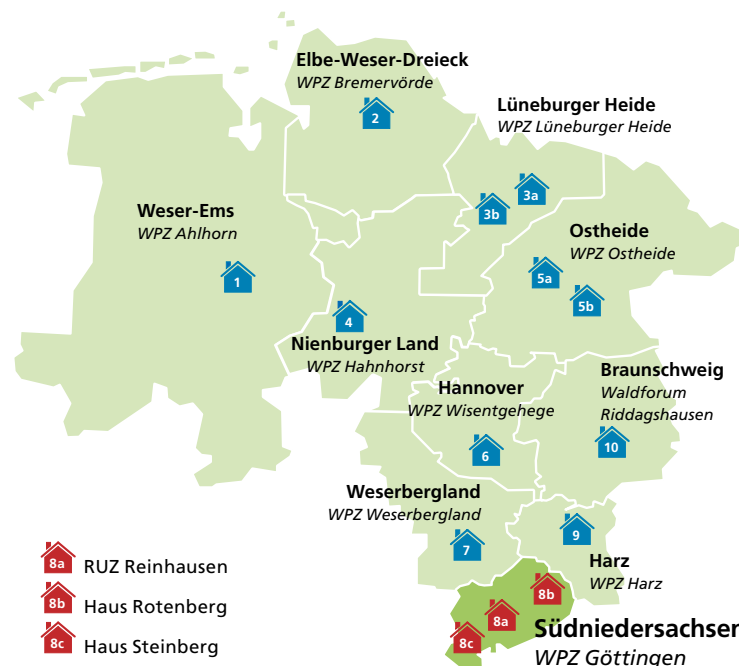 Elbe-Weser-Dreieck
WPZ Bremervörde
2
Lüneburger Heide
WPZ Lüneburger Heide
3a
3b
Weser-Ems
WPZ Ahlhorn
1
Ostheide
WPZ Ostheide
5a
5b
4
Nienburger Land
WPZ Hahnhorst
Hannover
WPZ Wisentgehege
6
Braunschweig
Waldforum
Riddagshausen
10
Weserbergland
WPZ Weserbergland
7
9
Harz
WPZ Harz
8a RUZ Reinhausen
8b Haus Rotenberg
8c Haus Steinberg
8b
8a
8c
Südniedersachsen
WPZ Göttingen